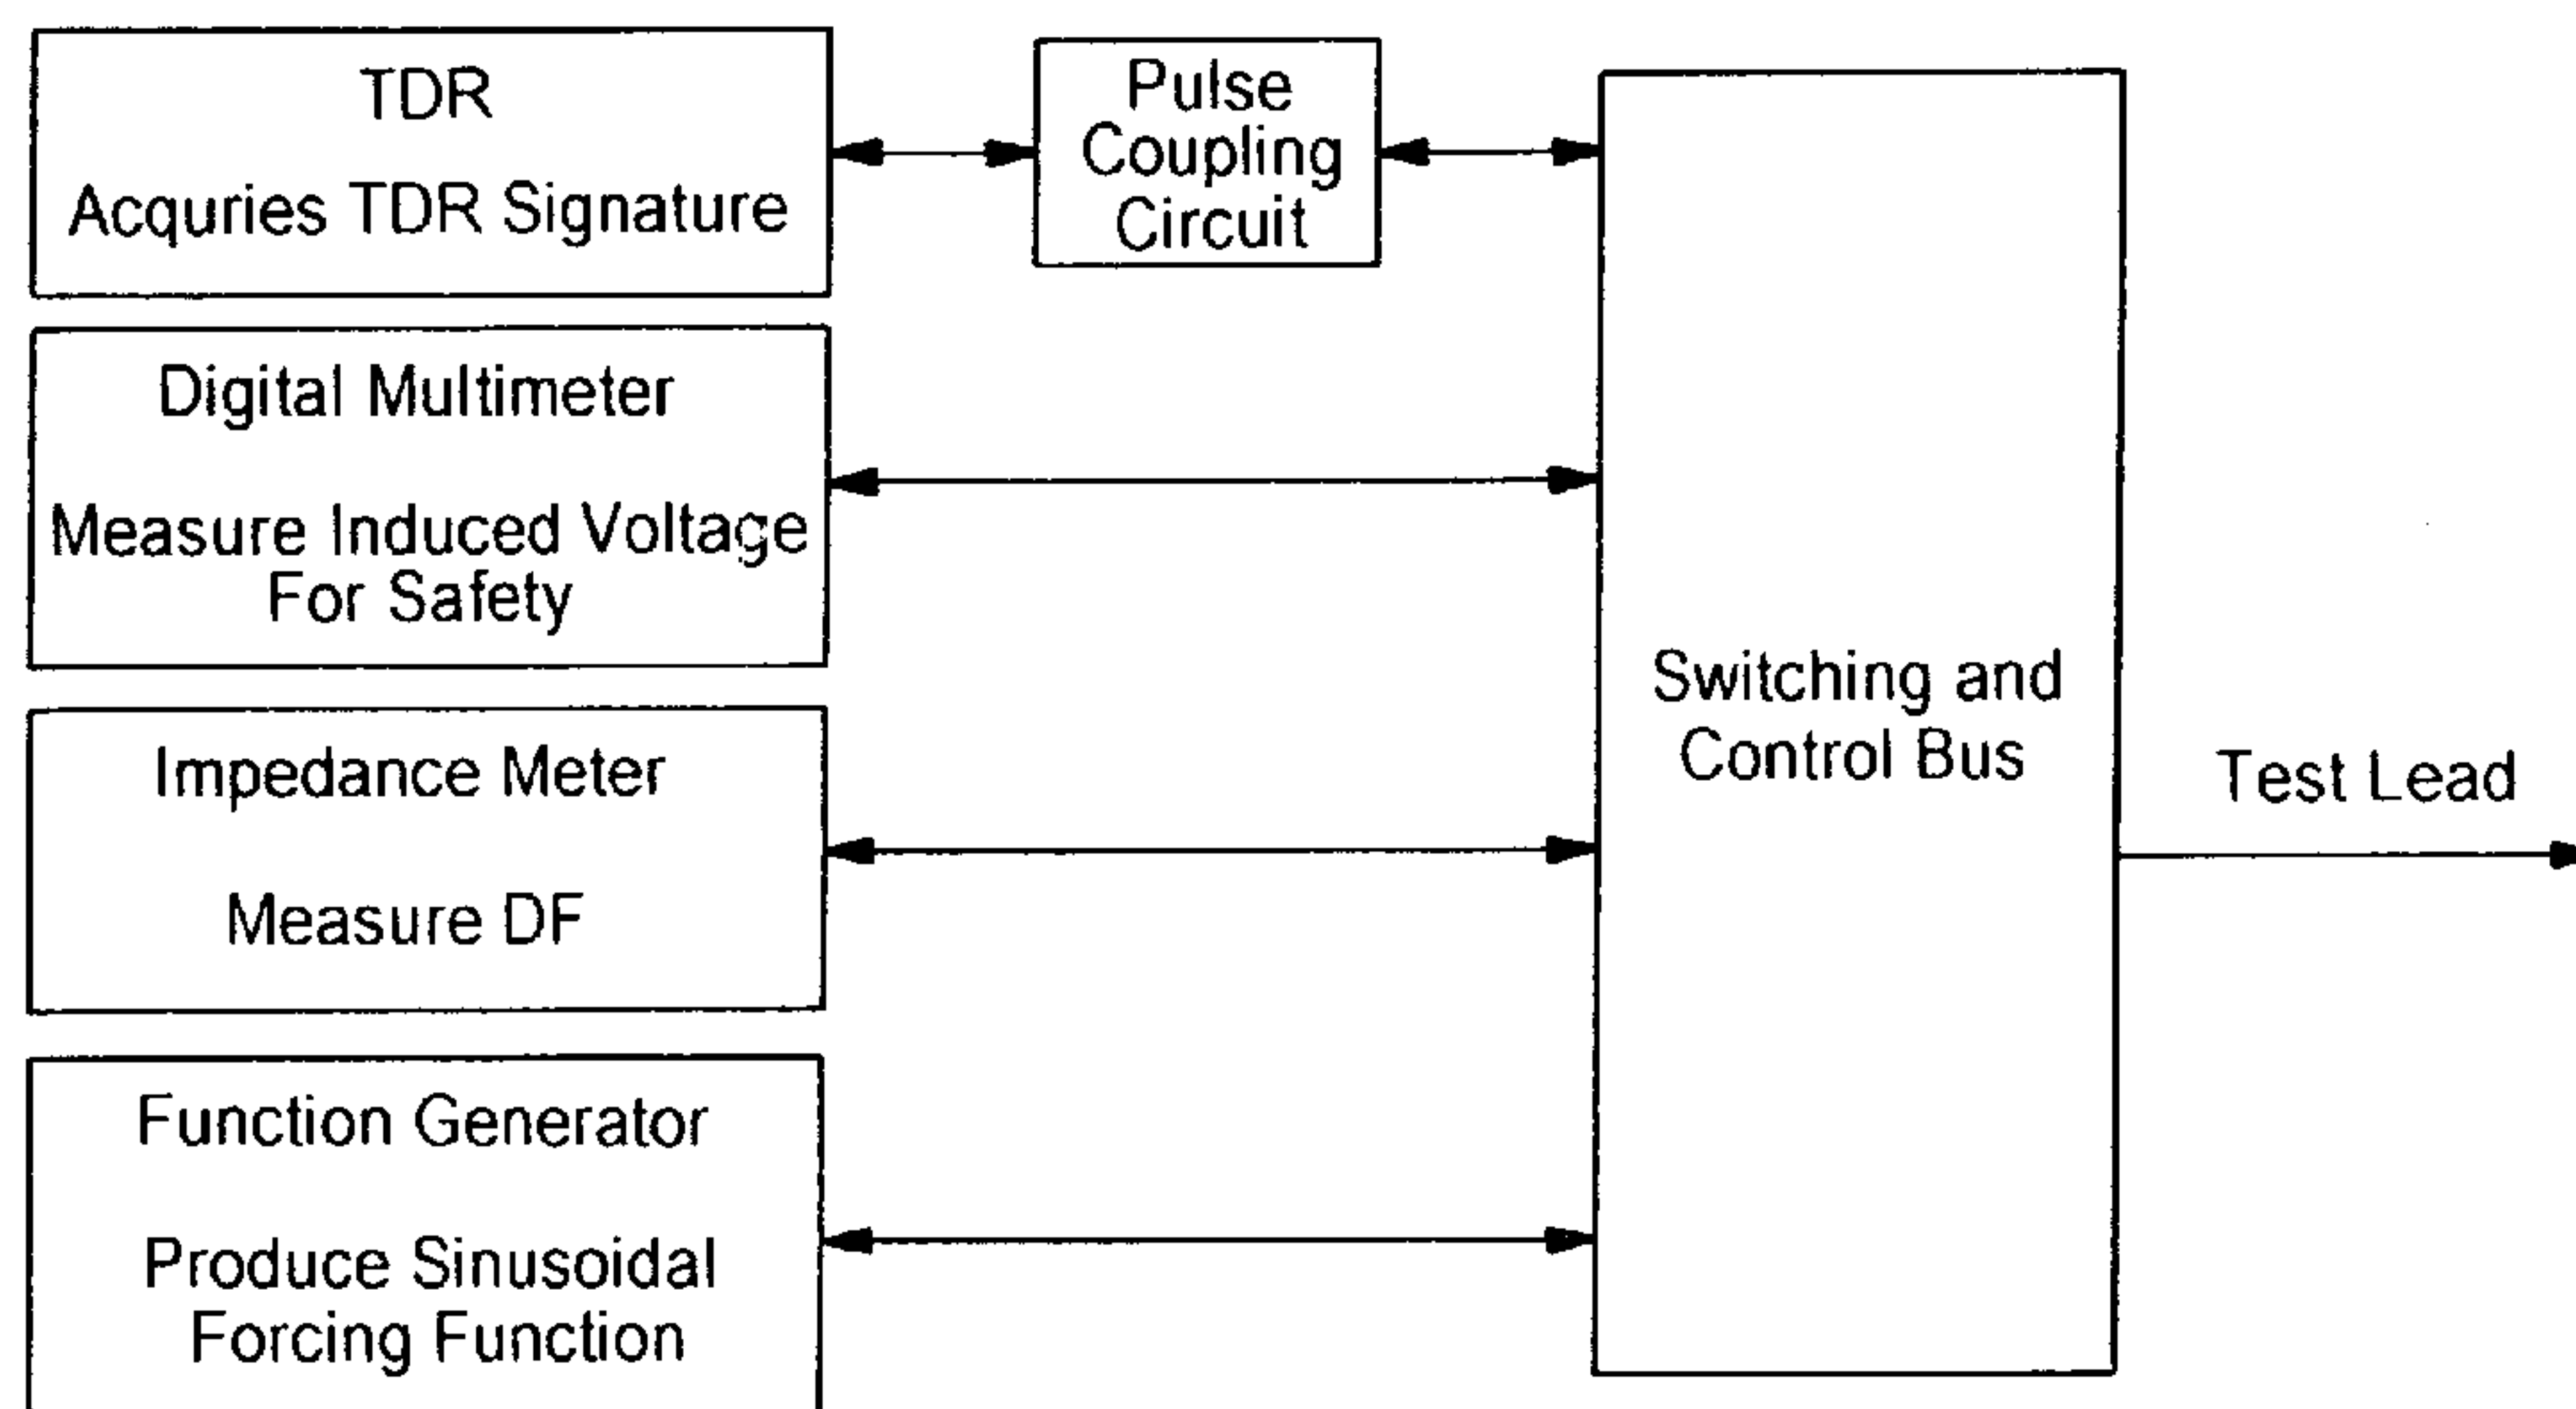 TDR
Acquries TDR Signature
Pulse
Coupling
Circuit
Digital Multimeter
Measure Induced Voltage
For Safety
Impedance Meter
Measure DF
Function Generator
Produce Sinusoidal
Forcing Function
Switching and
Control Bus
Test Lead